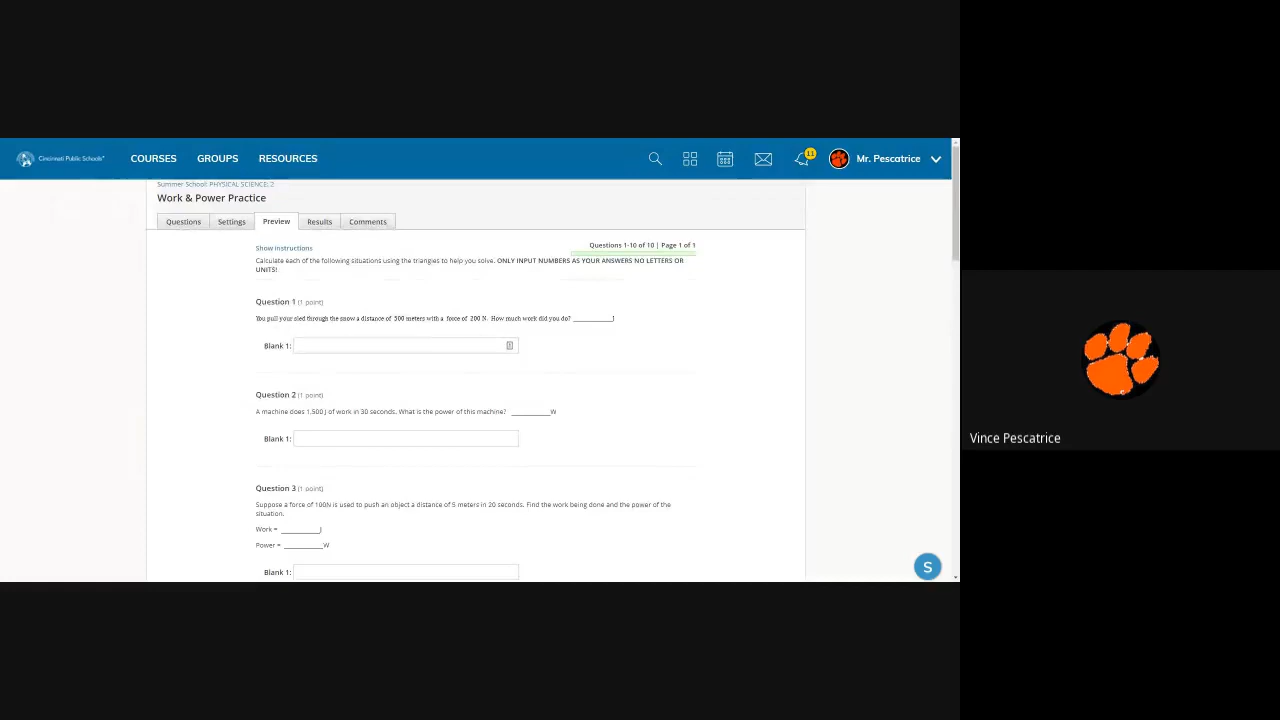 Cincinnati Public Schools
COURSES GROUPS RESOURCES
11
Mr. Pescatrice
Summer School: PHYSICAL SCIENCE; 2
Work & Power Practice
Questions Settings Preview Results Comments
Show instructions
Questions 1-10 of 10 | Page 1 of 1
Calculate each of the following situations using the triangles to help you solve. ONLY INPUT NUMBERS AS YOUR ANSWERS NO LETTERS OR
UNITS!
Question 1 (1 point)
You pull your sled through the snow a distance of 500 meters with a force of 200 N. How much work did you do? __________J
Blank 1:
Question 2 (1 point)
A machine does 1,500 J of work in 30 seconds. What is the power of this machine? __________W
Blank 1:
Question 3 (1 point)
Suppose a force of 100N is used to push an object a distance of 5 meters in 20 seconds. Find the work being done and the power of the
situation.
Work = __________J
Power = __________W
Blank 1:
S
Vince Pescatrice